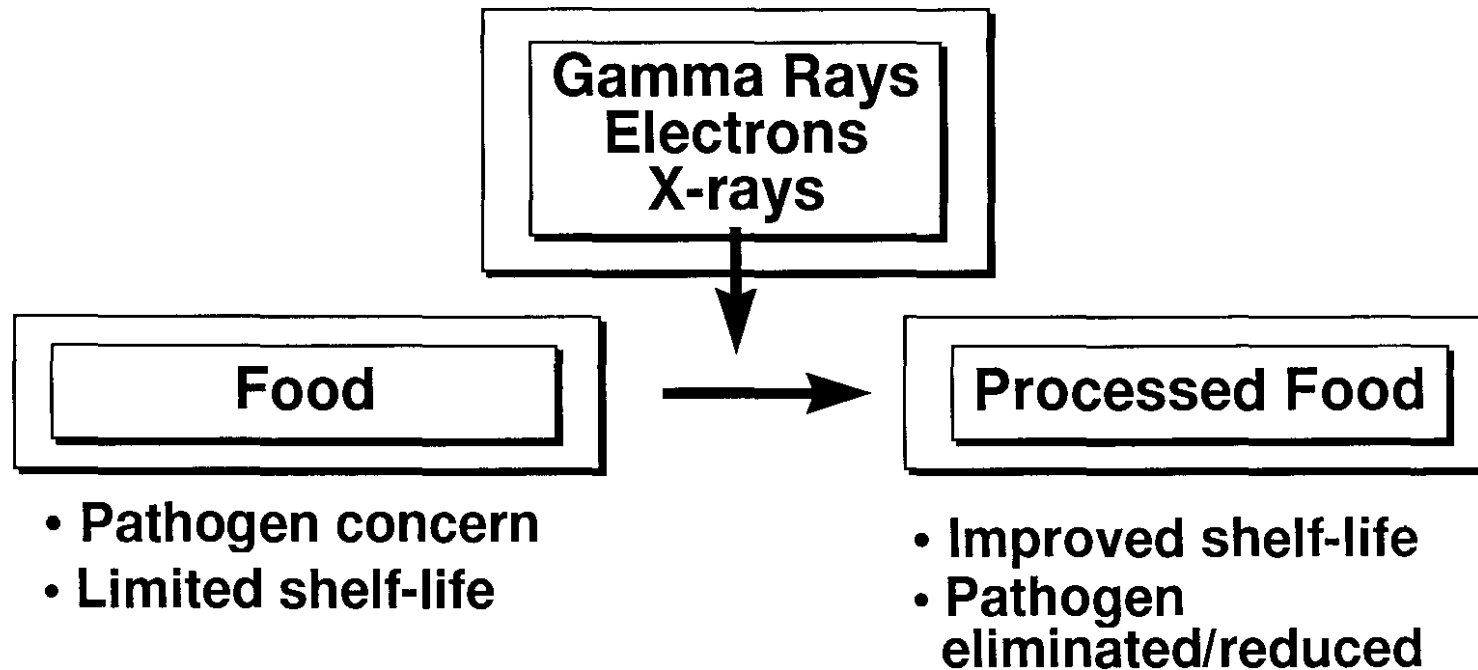 Gamma Rays
Electrons
X-rays
Food
Processed Food
• Pathogen concern
• Limited shelf-life
• Improved shelf-life
• Pathogen
eliminated/reduced